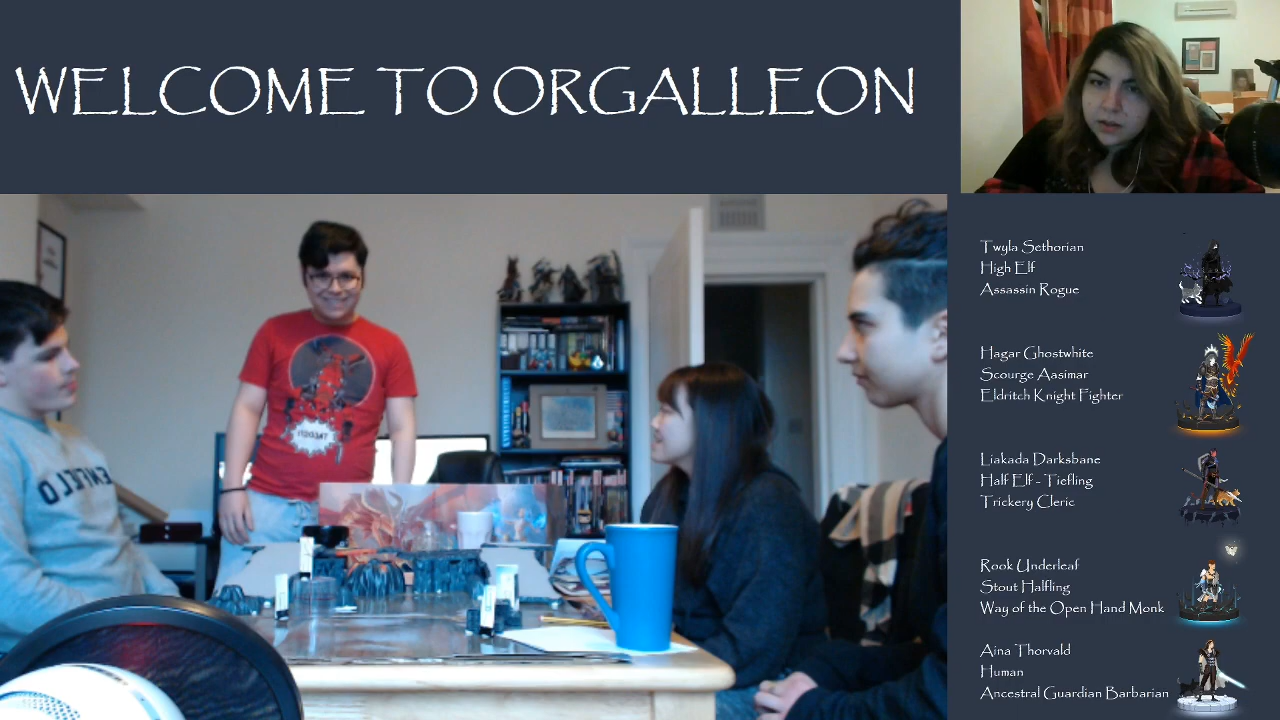 WELCOME TO ORGALLEON
Twyla Sethorian
High Elf
Assassin Rogue
Hagar Ghostwhite
Scourge Aasimar
Eldritch Knight Fighter
Liakada Darksbane
Half Elf - Tiefling
Trickery Cleric
Rook Underleaf
Stout Halfling
Way of the Open Hand Monk
Aina Thorvald
Human
Ancestral Guardian Barbarian
ENFIELD